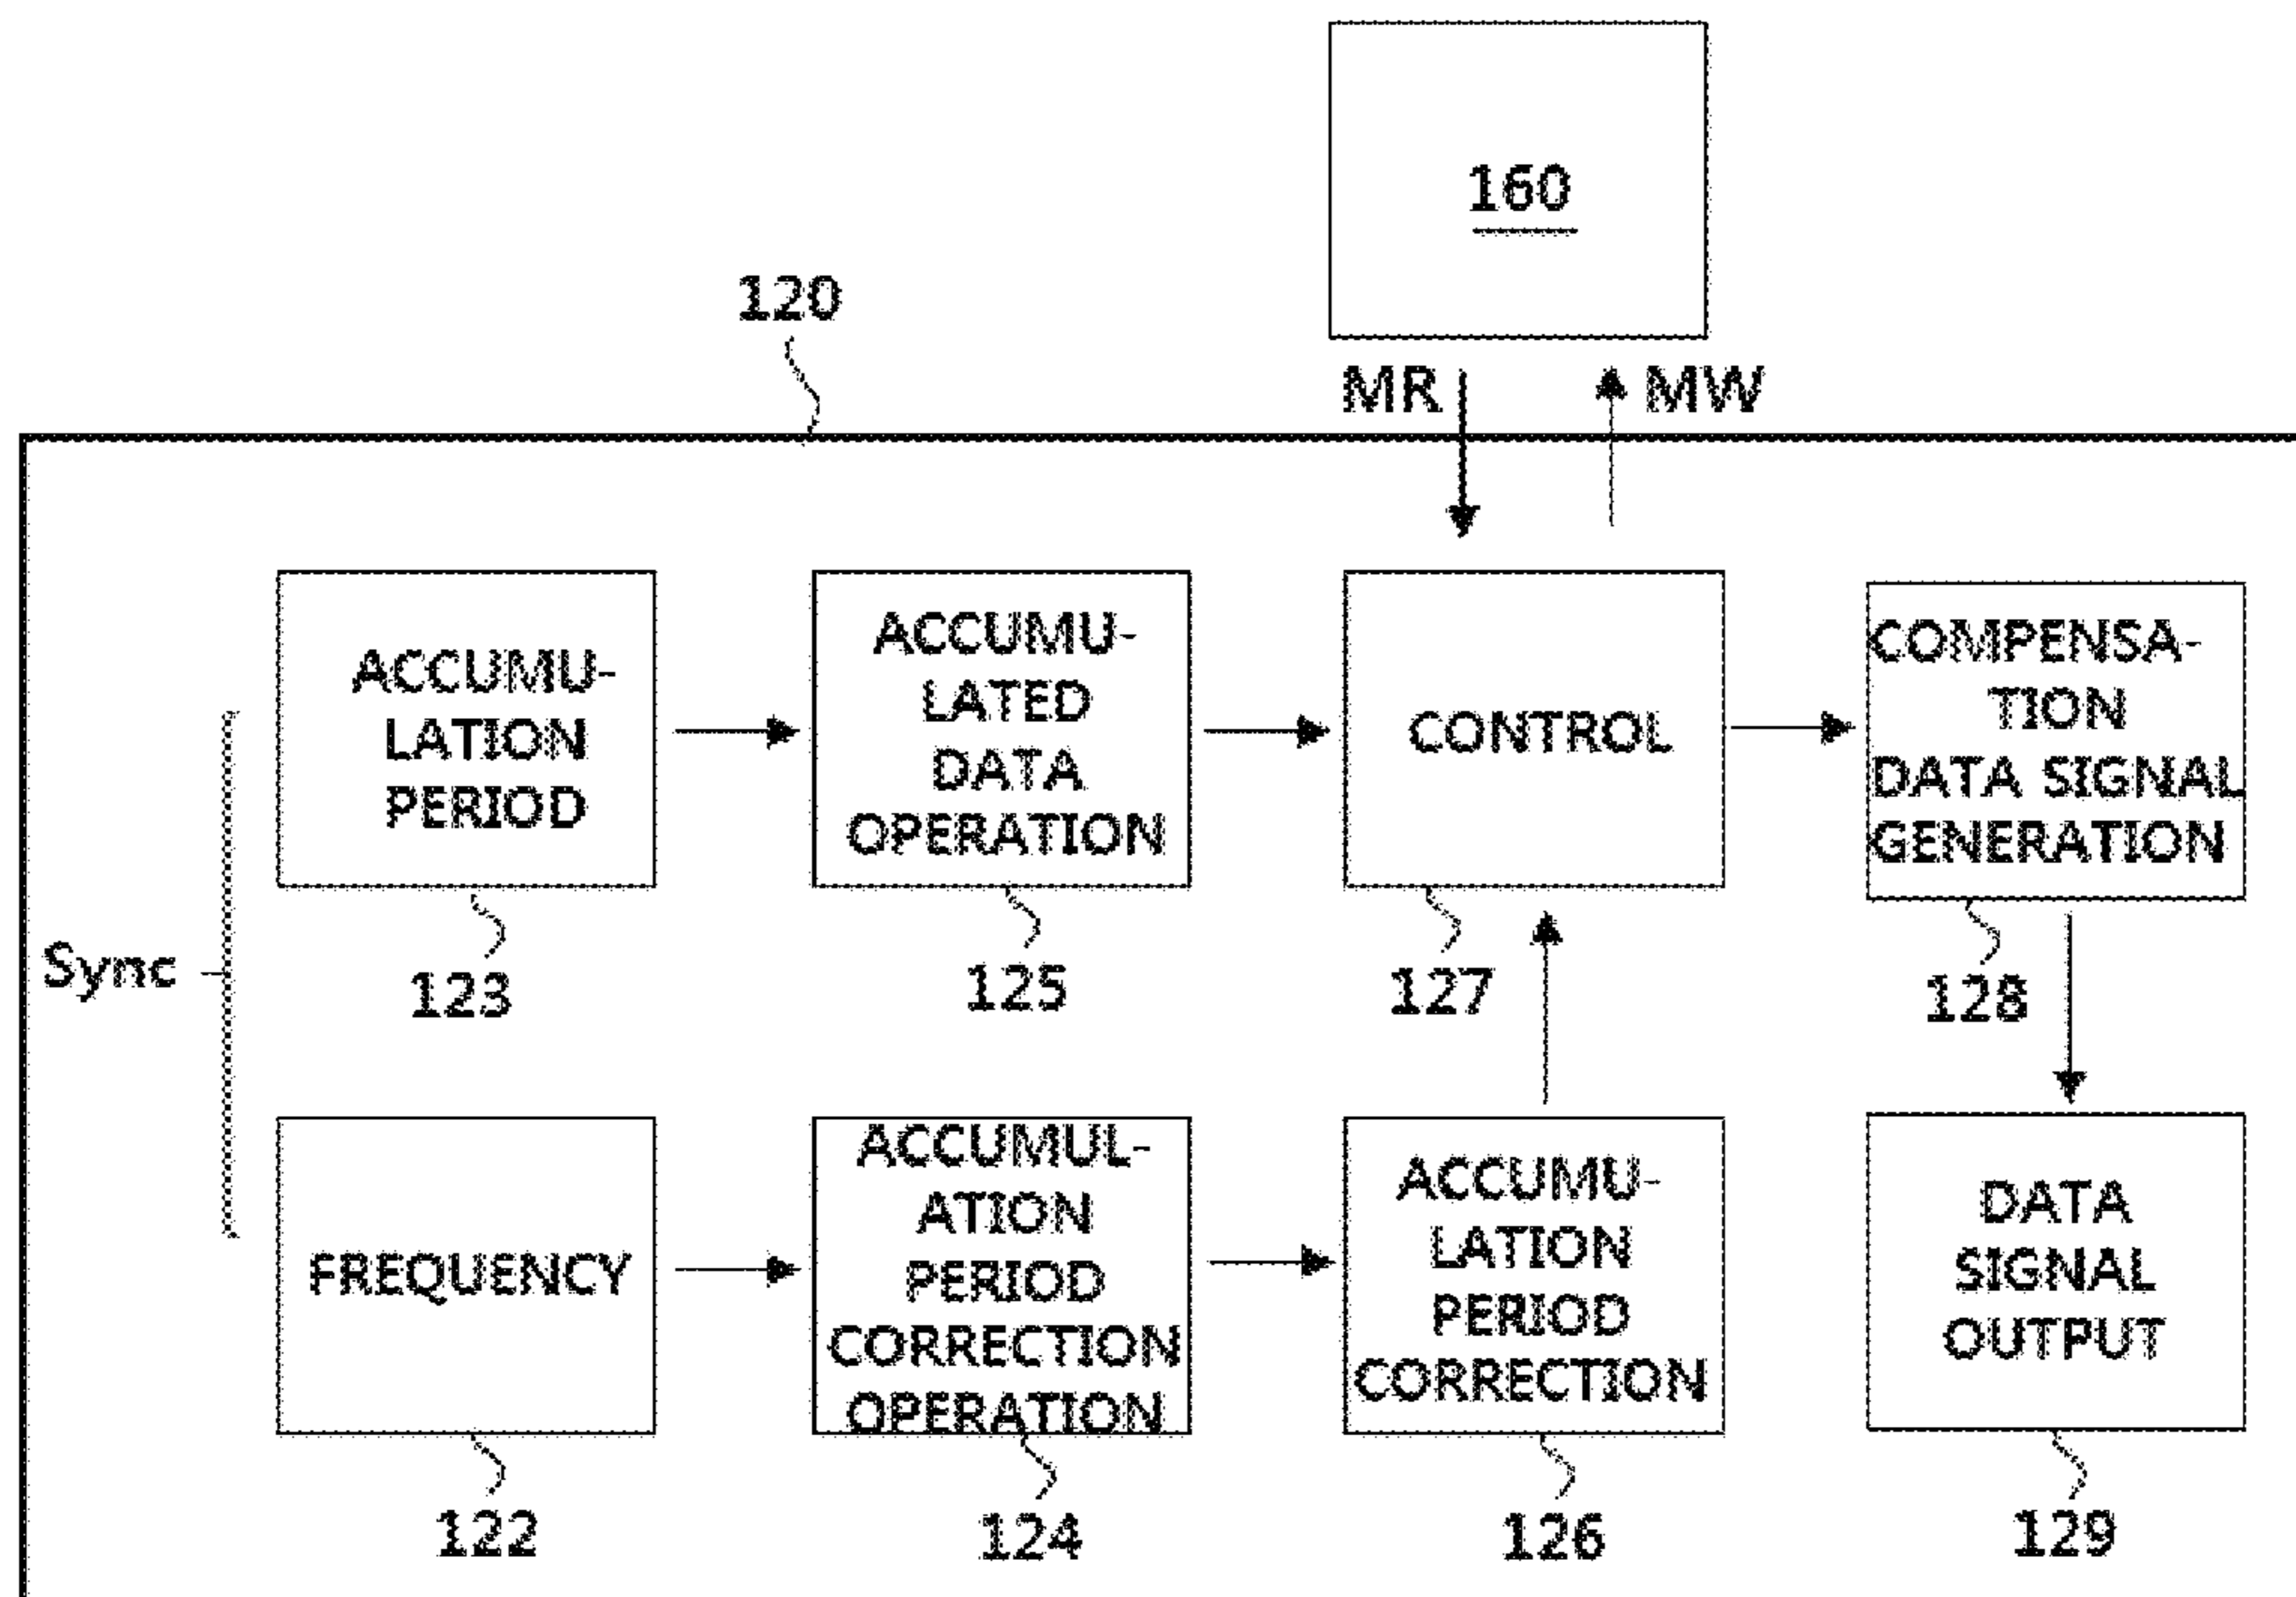 160
120
MR
MW
ACCUMU-
LATION
PERIOD
ACCUMU-
LATED
DATA
OPERATION
CONTROL
COMPENSA-
TION
DATA SIGNAL
GENERATION
Sync
123
125
127
128
FREQUENCY
ACCUMUL-
ATION
PERIOD
CORRECTION
OPERATION
ACCUMU-
LATION
PERIOD
CORRECTION
DATA
SIGNAL
OUTPUT
122
124
126
129